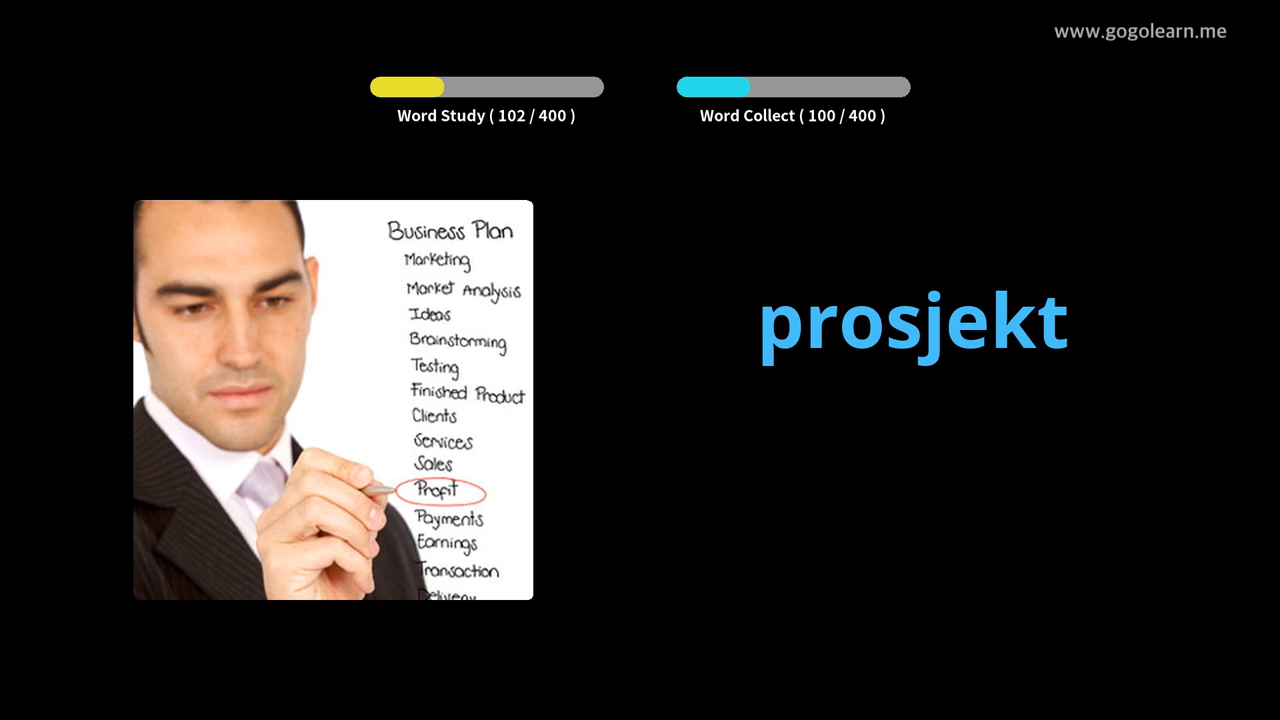 www.gogolearn.me
Word Study ( 102 / 400 )
Word Collect ( 100 / 400 )
Business Plan
Marketing
Market Analysis
Ideas
Brainstorming
Testing
Finished Product
Clients
Services
Sales
Profit
Payments
Earnings
Transaction
Delivery
prosjekt